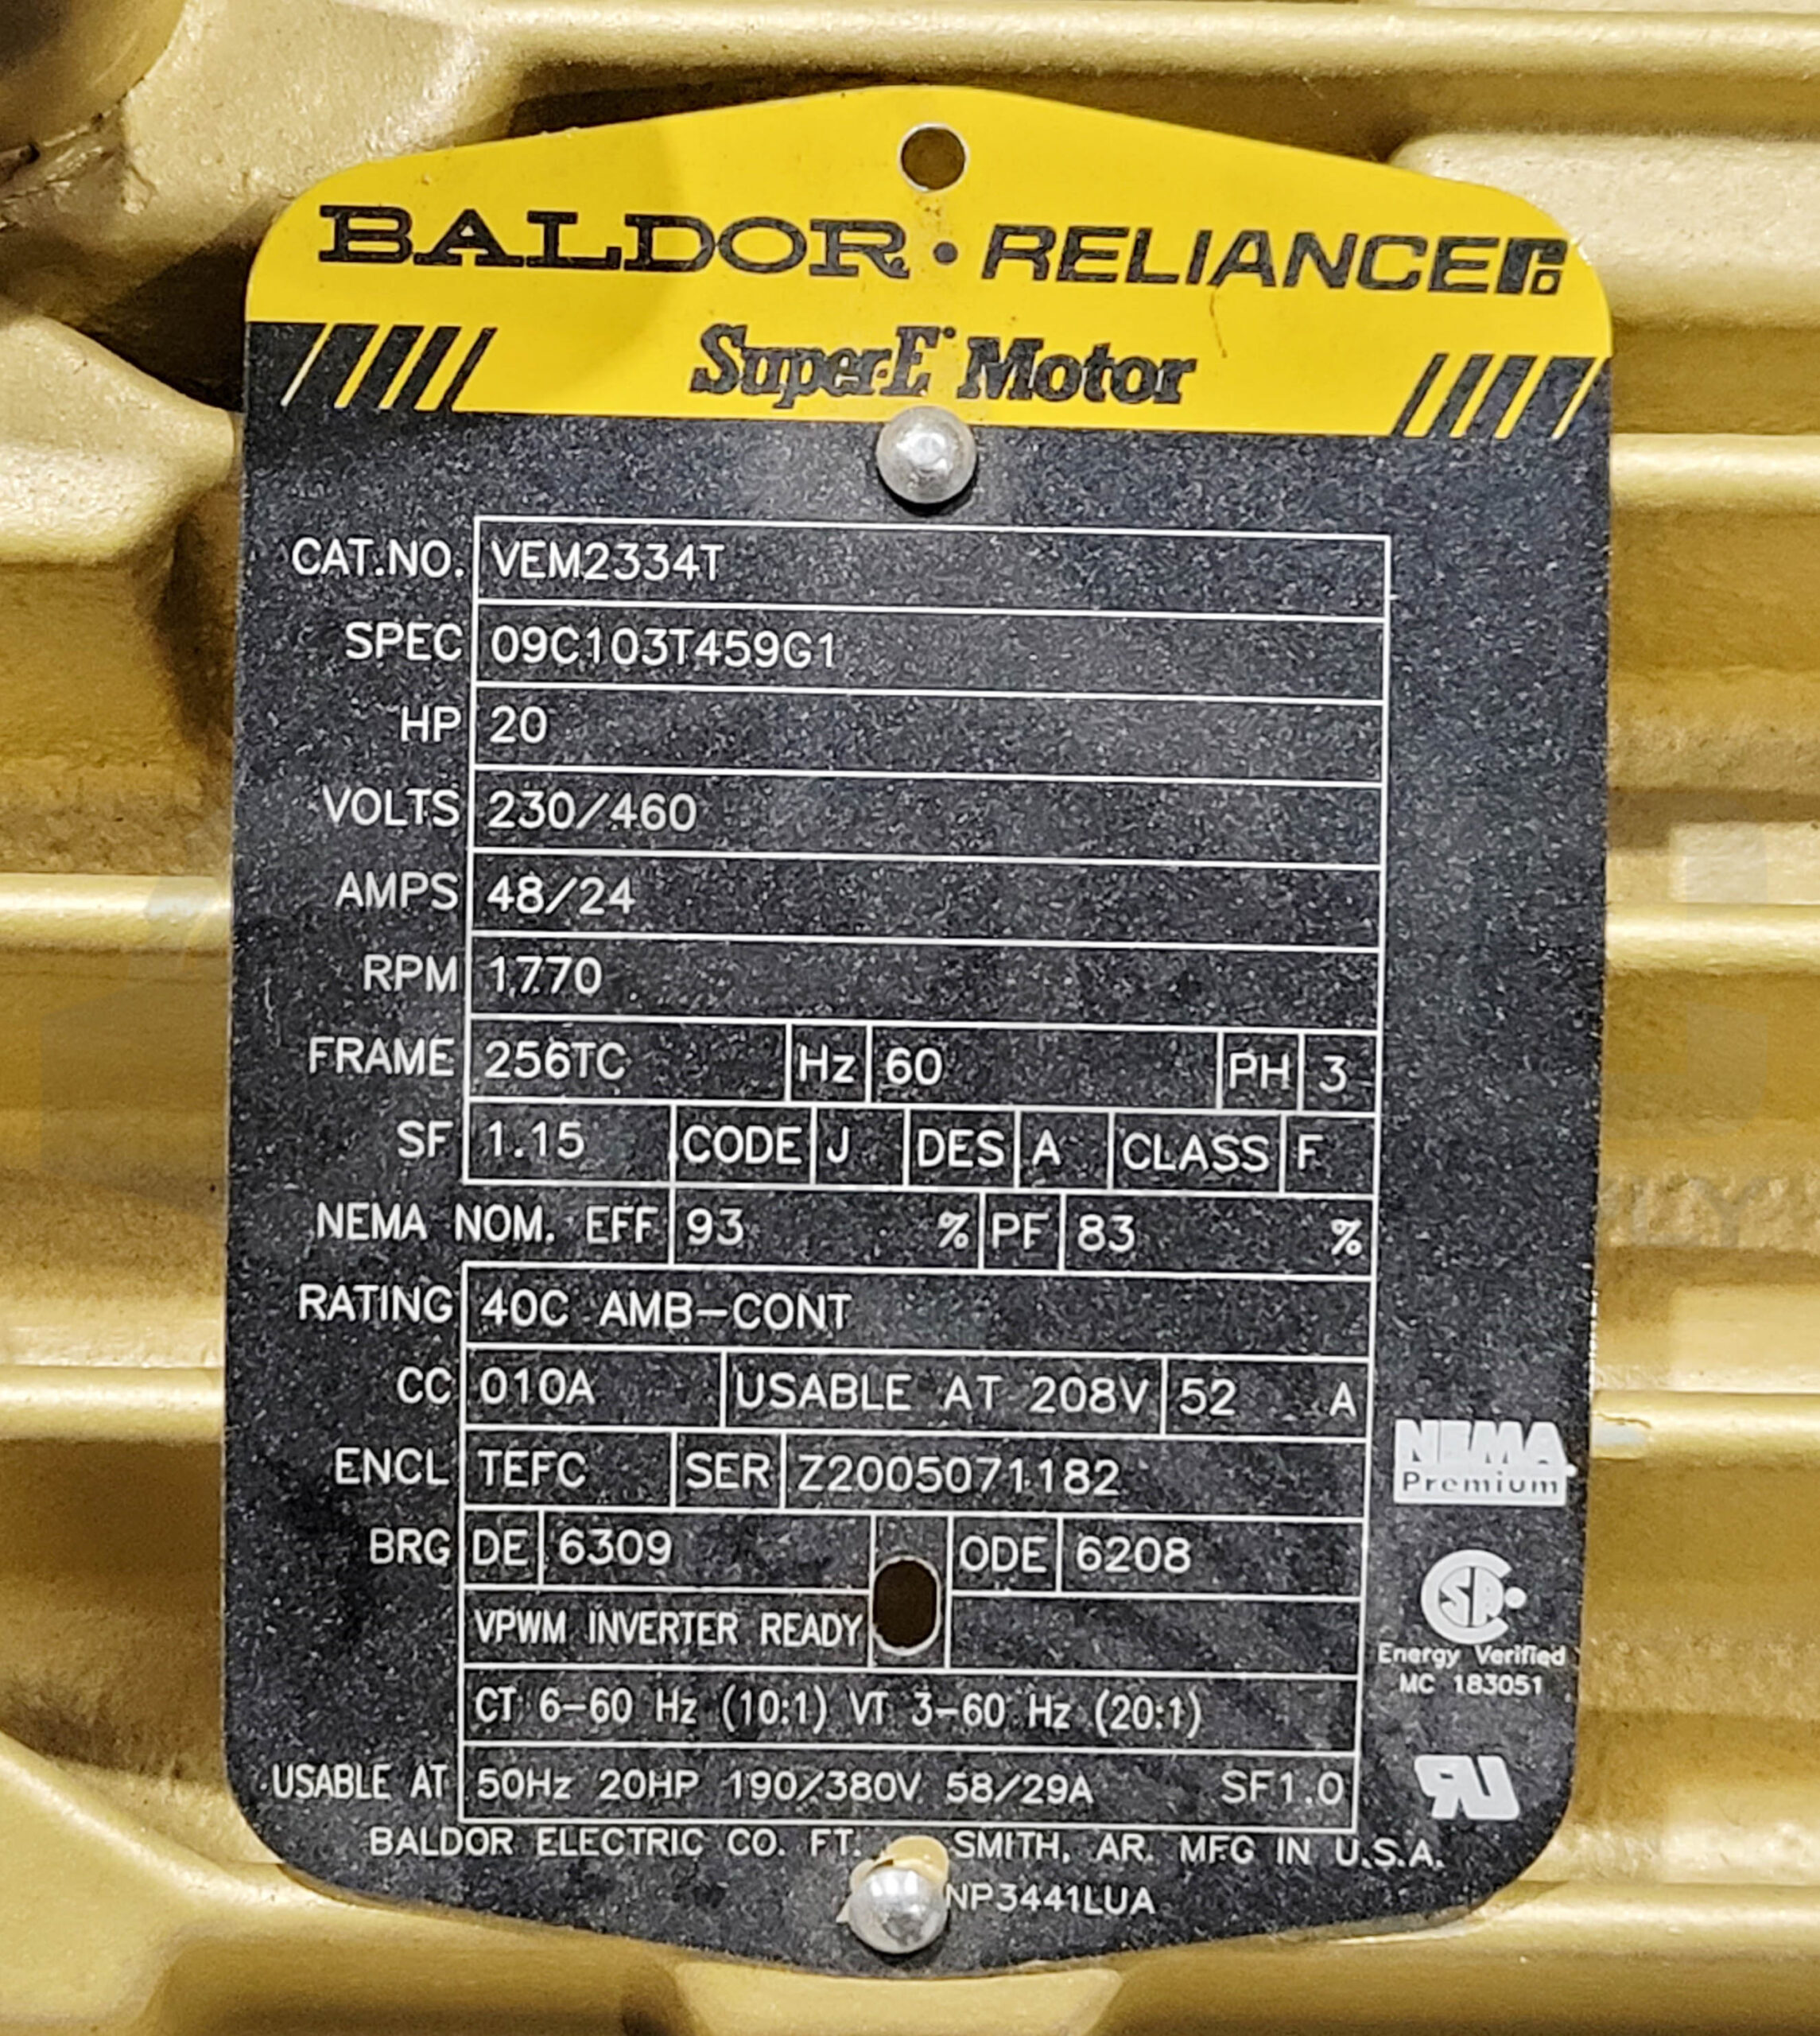 BALDOR • RELIANCE
Super-E Motor
CAT.NO. VEM2334T
SPEC 09C103T459G1
HP 20
VOLTS 230/460
AMPS 48/24
RPM 1770
FRAME 256TC Hz 60 PH 3
SF 1.15 CODE J DES A CLASS F
NEMA NOM. EFF 93 % PF 83 %
RATING 40C AMB-CONT
CC 010A USABLE AT 208V 52 A
ENCL TEFC SER Z2005071182
NEMA
Premium
BRG DE 6309 ODE 6208
VPWM INVERTER READY
Energy Verified
MC 183051
CT 6-60 Hz (10:1) VT 3-60 Hz (20:1)
USABLE AT 50Hz 20HP 190/380V 58/29A SF1.0
BALDOR ELECTRIC CO. FT. SMITH, AR. MFG IN U.S.A.
NP3441LUA